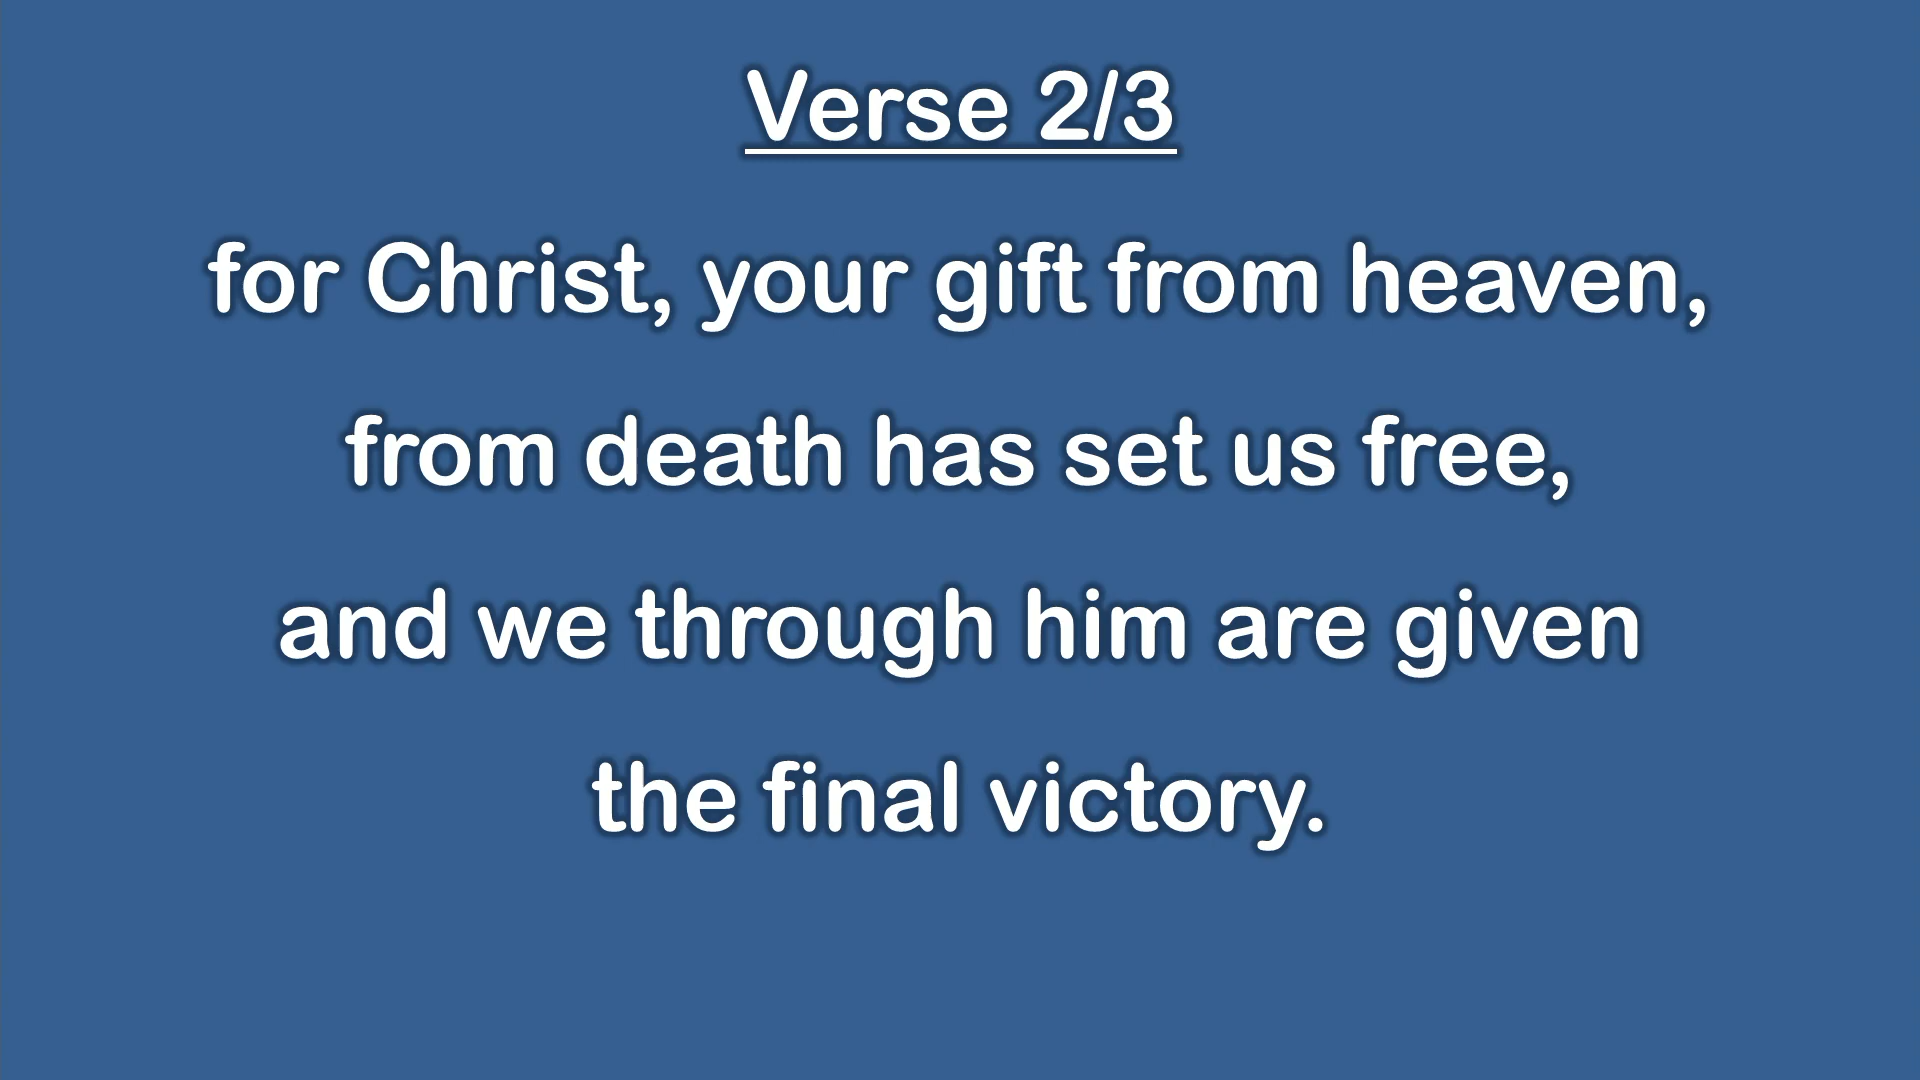 Verse 2/3
for Christ, your gift from heaven,
from death has set us free,
and we through him are given
the final victory.